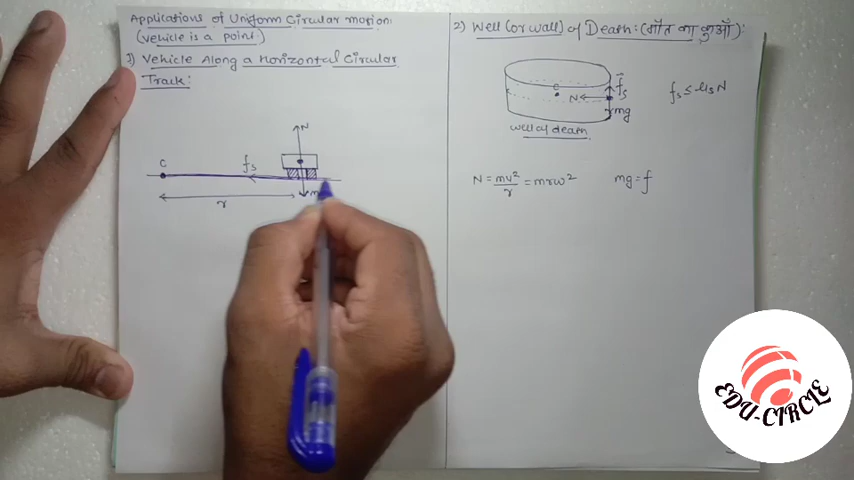 Applications of Uniform Circular motion:
(vehicle is a point)
1) Vehicle Along a Horizontal Circular
Track:
N
C
fs
m
r
2) Well (or wall) of Death: (मौत का कुआँ):
C
N
fs
mg
fs ≤ μs N
well of death
N = mv²/r = mrω²
mg = f
EDU-CIRCLE